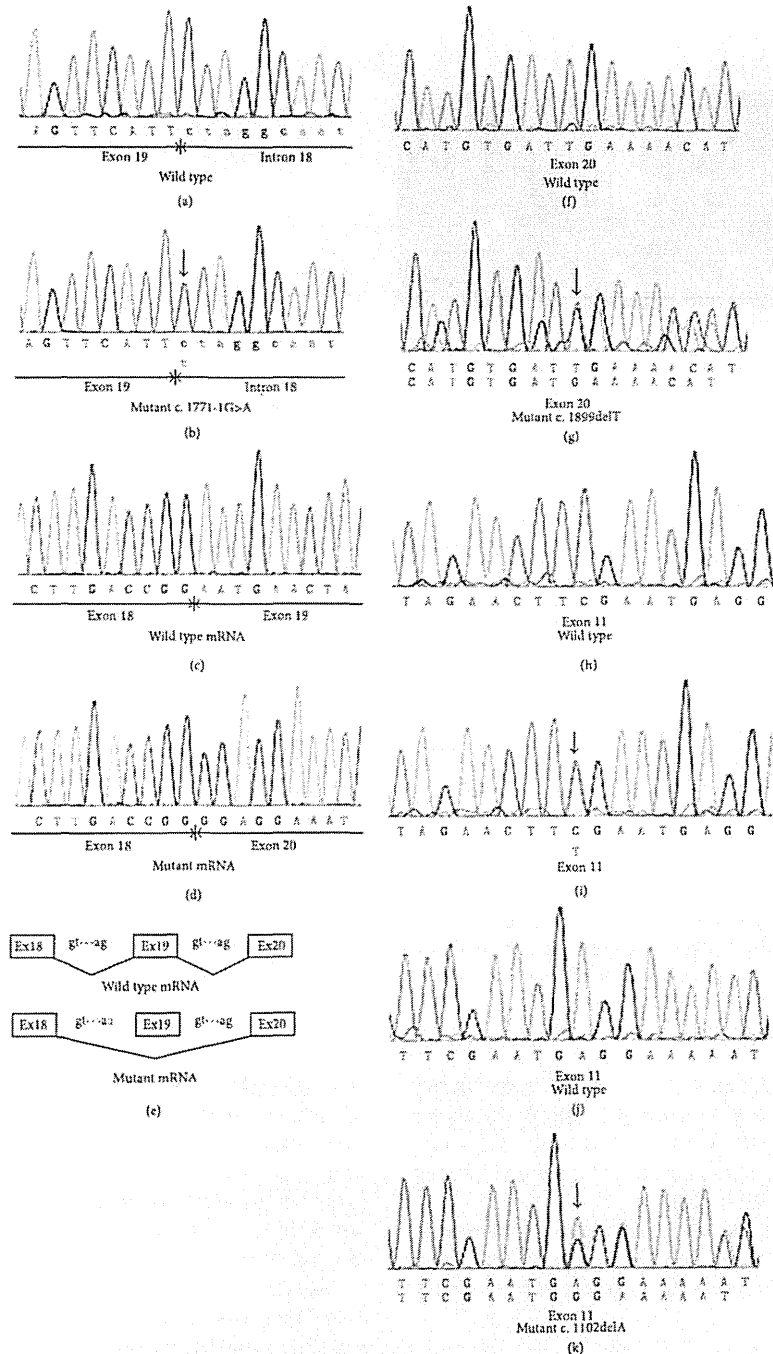 A G T T C A T T c t a g g c a a t
Exon 19 Intron 18
Wild type
(a)
A G T T C A T T c t a g g c a a t
t
Exon 19 Intron 18
Mutant c. 1771-1G>A
(b)
C T T G A C C G G A A T G A A C T A
Exon 18 Exon 19
Wild type mRNA
(c)
C T T G A C C G G G G A G G A A A T
Exon 18 Exon 20
Mutant mRNA
(d)
Ex18 gt···ag Ex19 gt···ag Ex20
Wild type mRNA
Ex18 Ex19 gt···ag Ex20
Mutant mRNA
(e)
C A T G T G A T T G A A A A C A T
Exon 20
Wild type
(f)
C A T G T G A T T G A A A A C A T
C A T G T G A T G A A A A C A T
Exon 20
Mutant c. 1899delT
(g)
T A G A A C T T C G A A T G A G G
Exon 11
Wild type
(h)
T A G A A C T T C G A A T G A G G
T
Exon 11
(i)
T T C G A A T G A G G A A A A A T
Exon 11
Wild type
(j)
T T C G A A T G A G G A A A A A T
T T C G A A T G G G A A A A A T
Exon 11
Mutant c. 1102delA
(k)